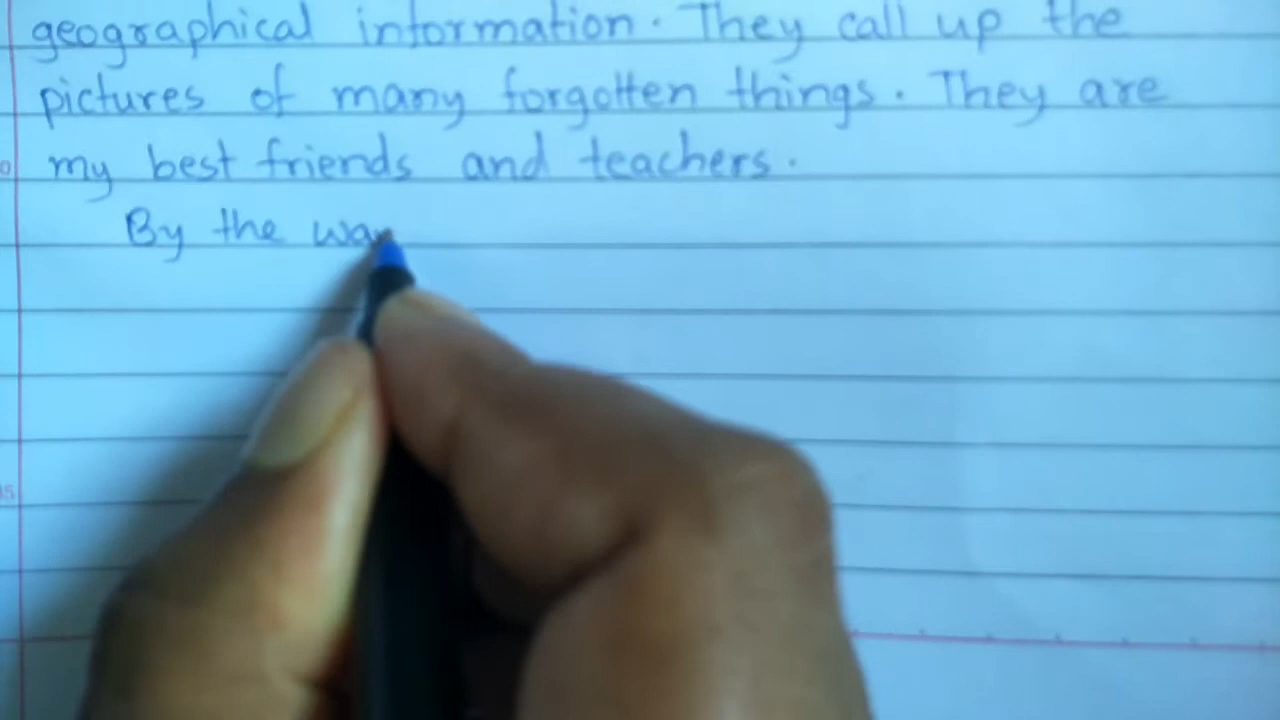 geographical information. They call up the
pictures of many forgotten things. They are
my best friends and teachers.
By the way